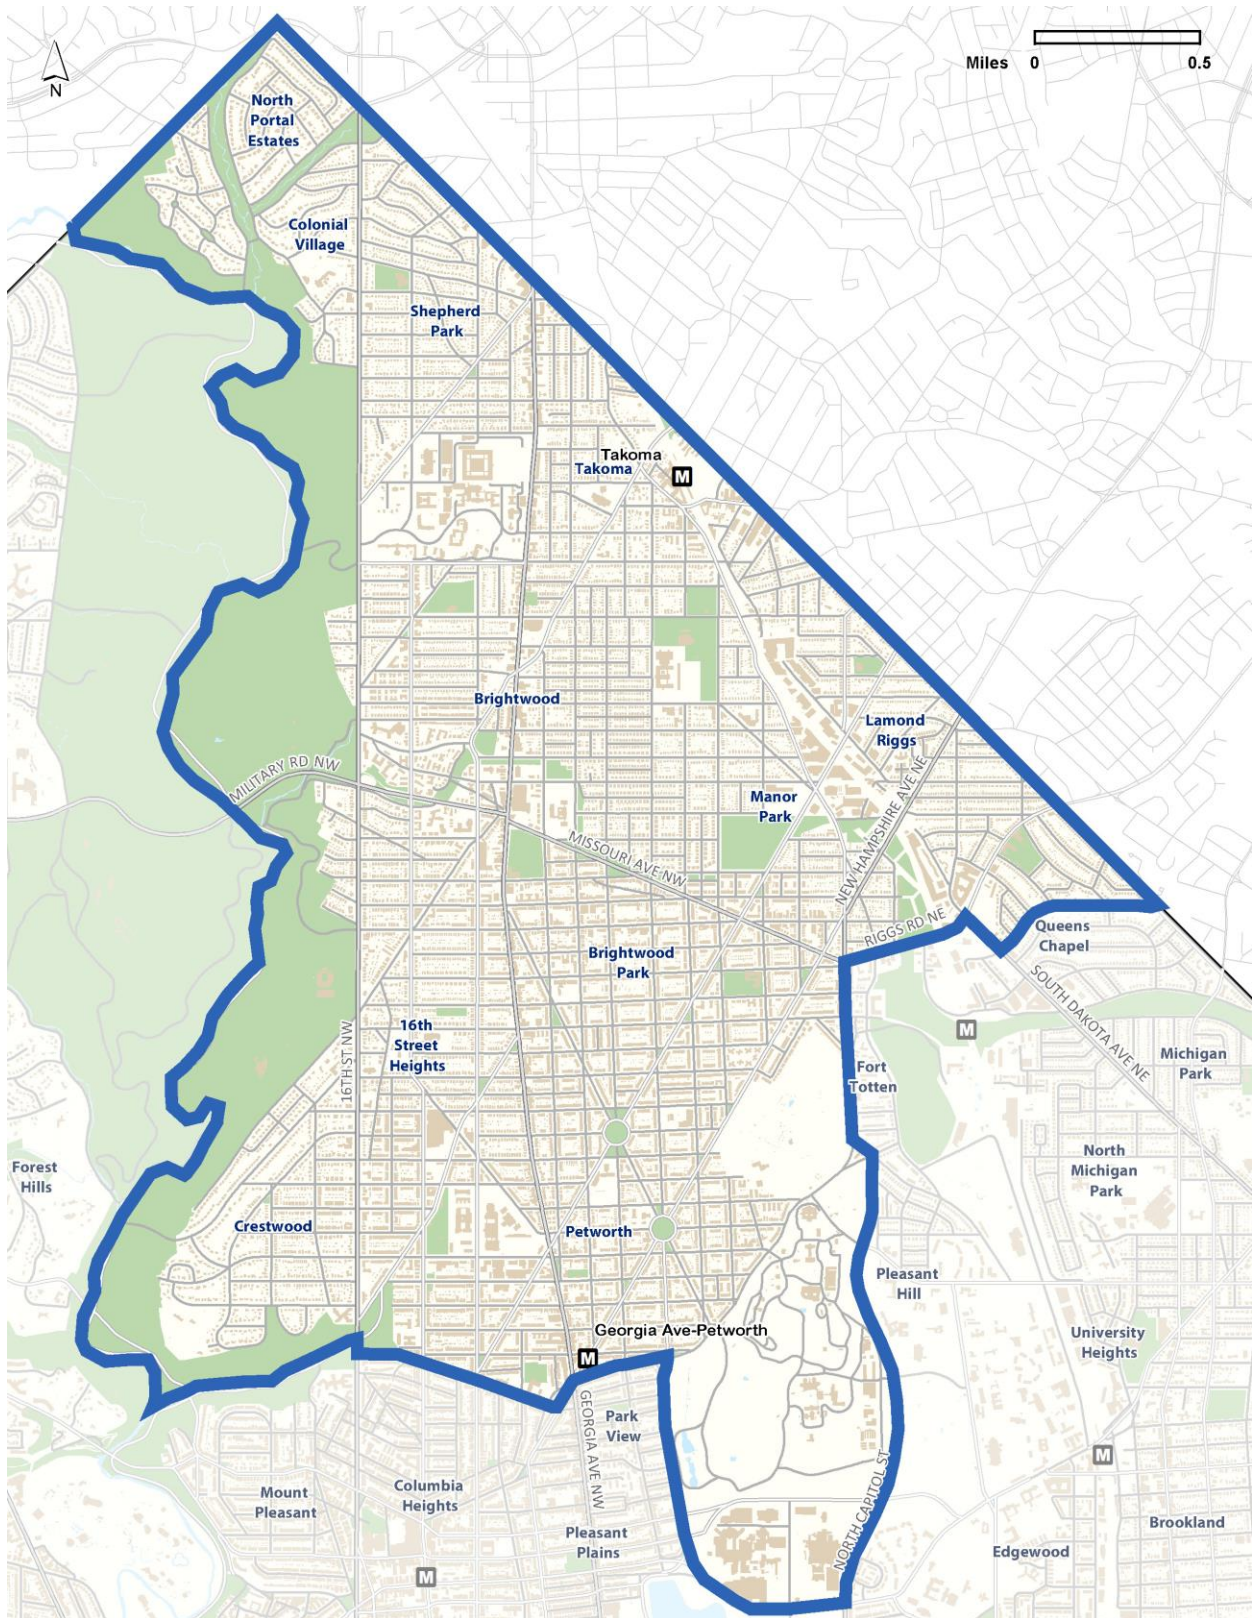 Miles 0 0.5
N
North
Portal
Estates
Colonial
Village
Shepherd
Park
Takoma
Takoma
M
Brightwood
Lamond
Riggs
MILITARY RD NW
Manor
Park
MISSOURI AVE NW
NEW HAMPSHIRE AVE NE
RIGGS RD NE
Queens
Chapel
Brightwood
Park
SOUTH DAKOTA AVE NE
16th
Street
Heights
16TH ST NW
M
Michigan
Park
Fort
Totten
Forest
Hills
North
Michigan
Park
Crestwood
Petworth
Pleasant
Hill
Georgia Ave-Petworth
M
University
Heights
GEORGIA AVE NW
Park
View
Mount
Pleasant
Columbia
Heights
Pleasant
Plains
NORTH CAPITOL ST
M
Brookland
Edgewood
M